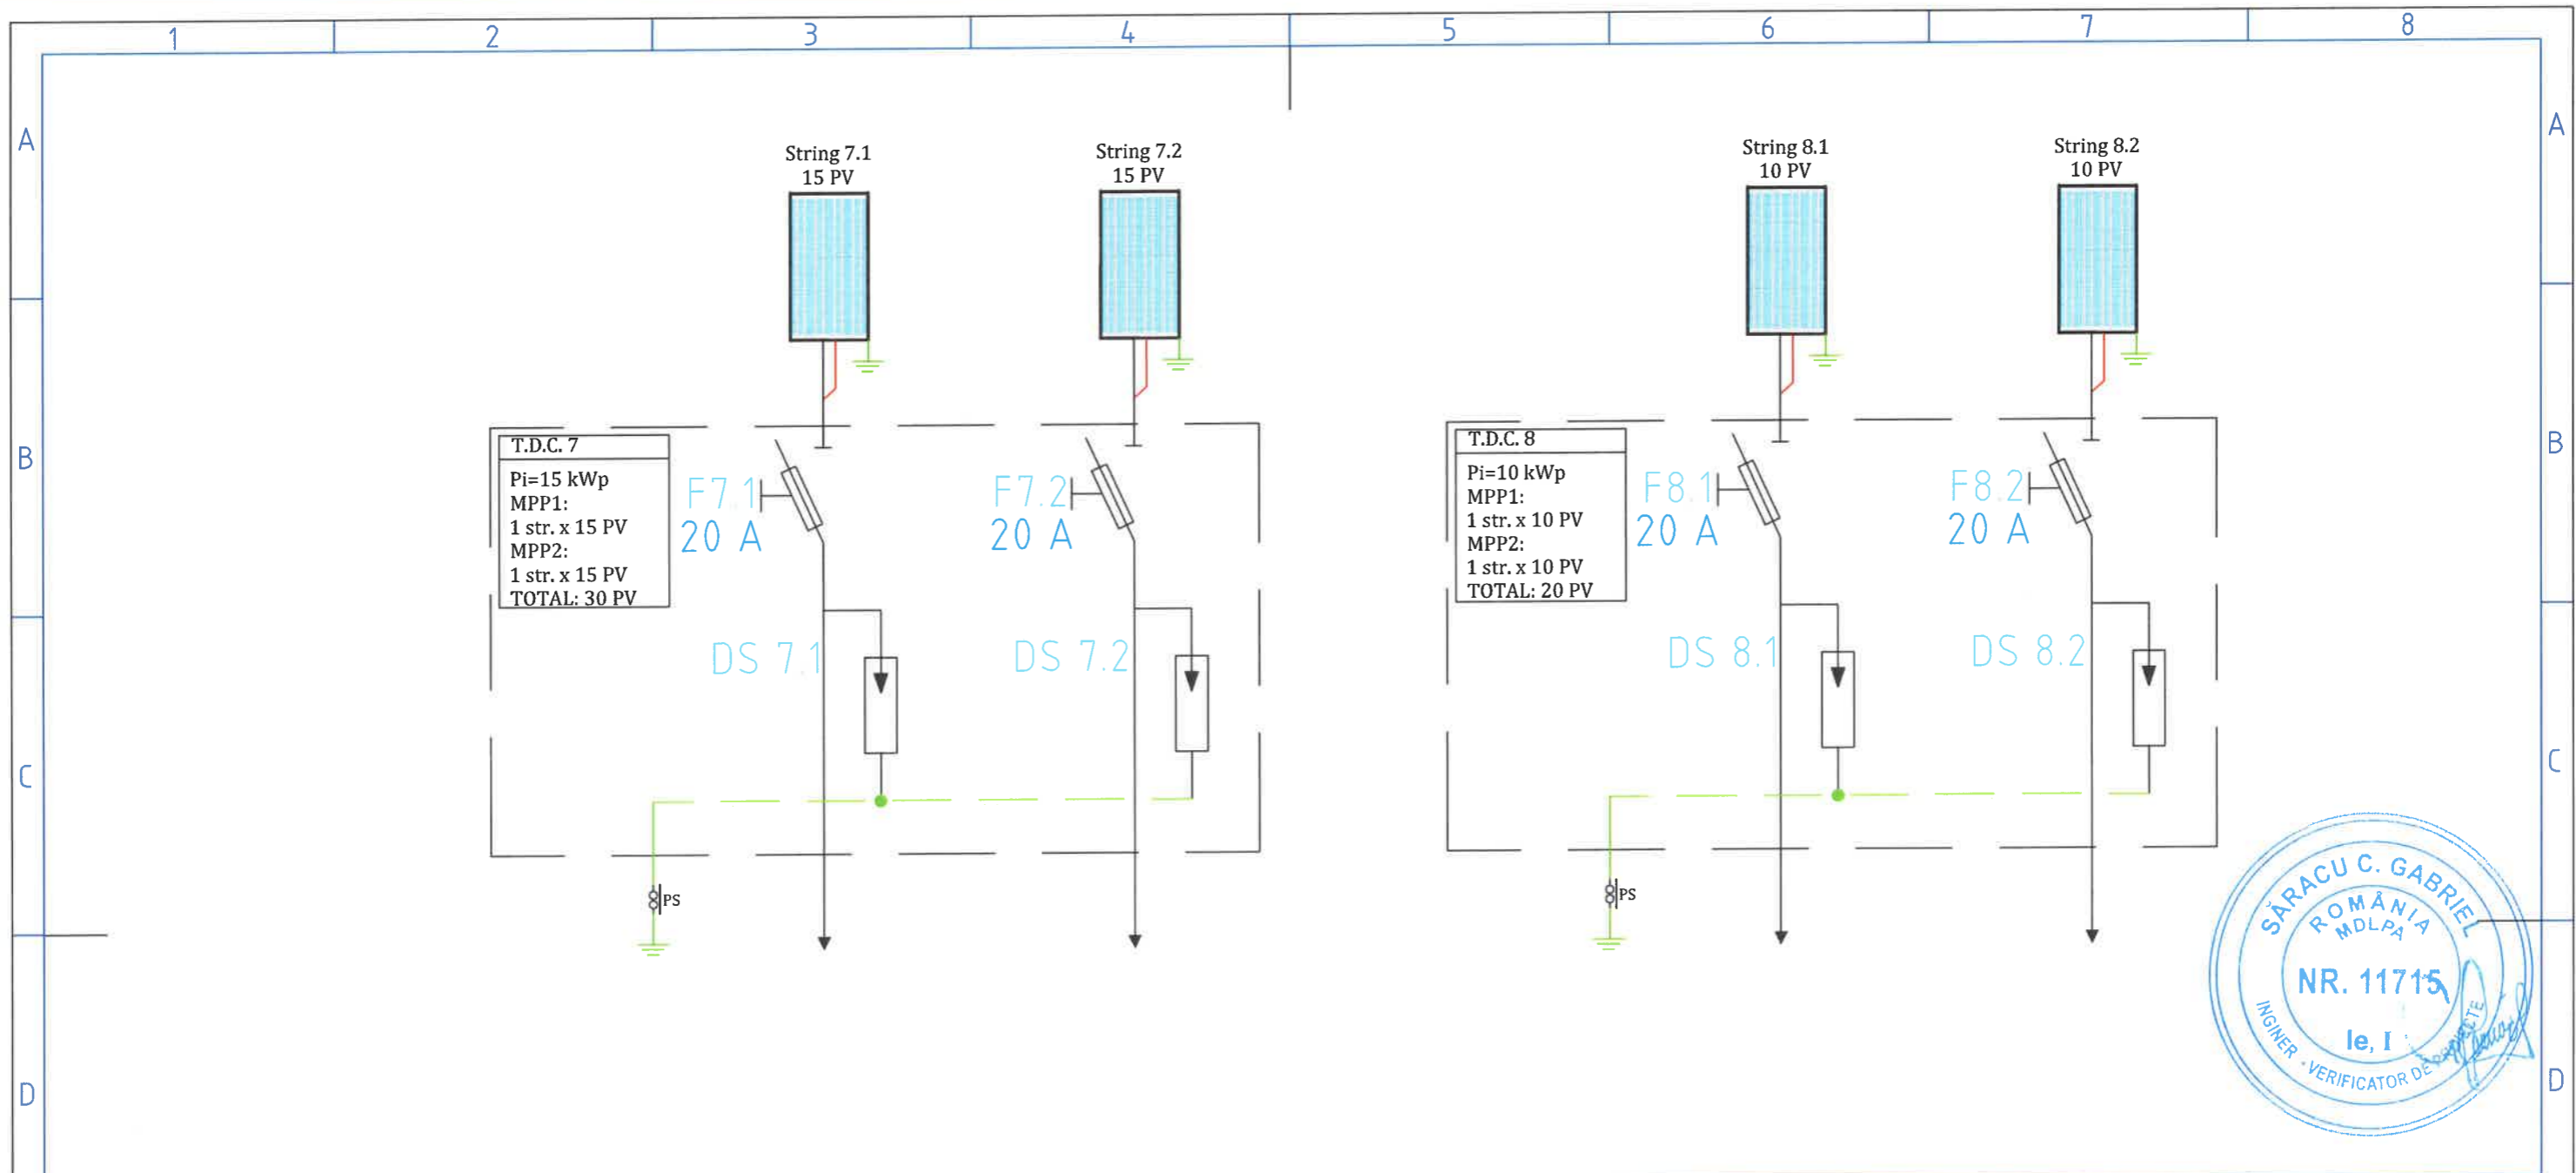 1 2 3 4 5 6 7 8
A A
String 7.1
15 PV
String 7.2
15 PV
String 8.1
10 PV
String 8.2
10 PV
B B
T.D.C. 7
Pi=15 kWp
MPP1:
1 str. x 15 PV
MPP2:
1 str. x 15 PV
TOTAL: 30 PV
F7.1
20 A
F7.2
20 A
T.D.C. 8
Pi=10 kWp
MPP1:
1 str. x 10 PV
MPP2:
1 str. x 10 PV
TOTAL: 20 PV
F8.1
20 A
F8.2
20 A
DS 7.1
DS 7.2
DS 8.1
DS 8.2
C C
PS
PS
SĂRACU C. GABRIEL
ROMÂNIA
MDLPA
NR. 11715
Ie, I
INGINER - VERIFICATOR DE PROIECTE
D D